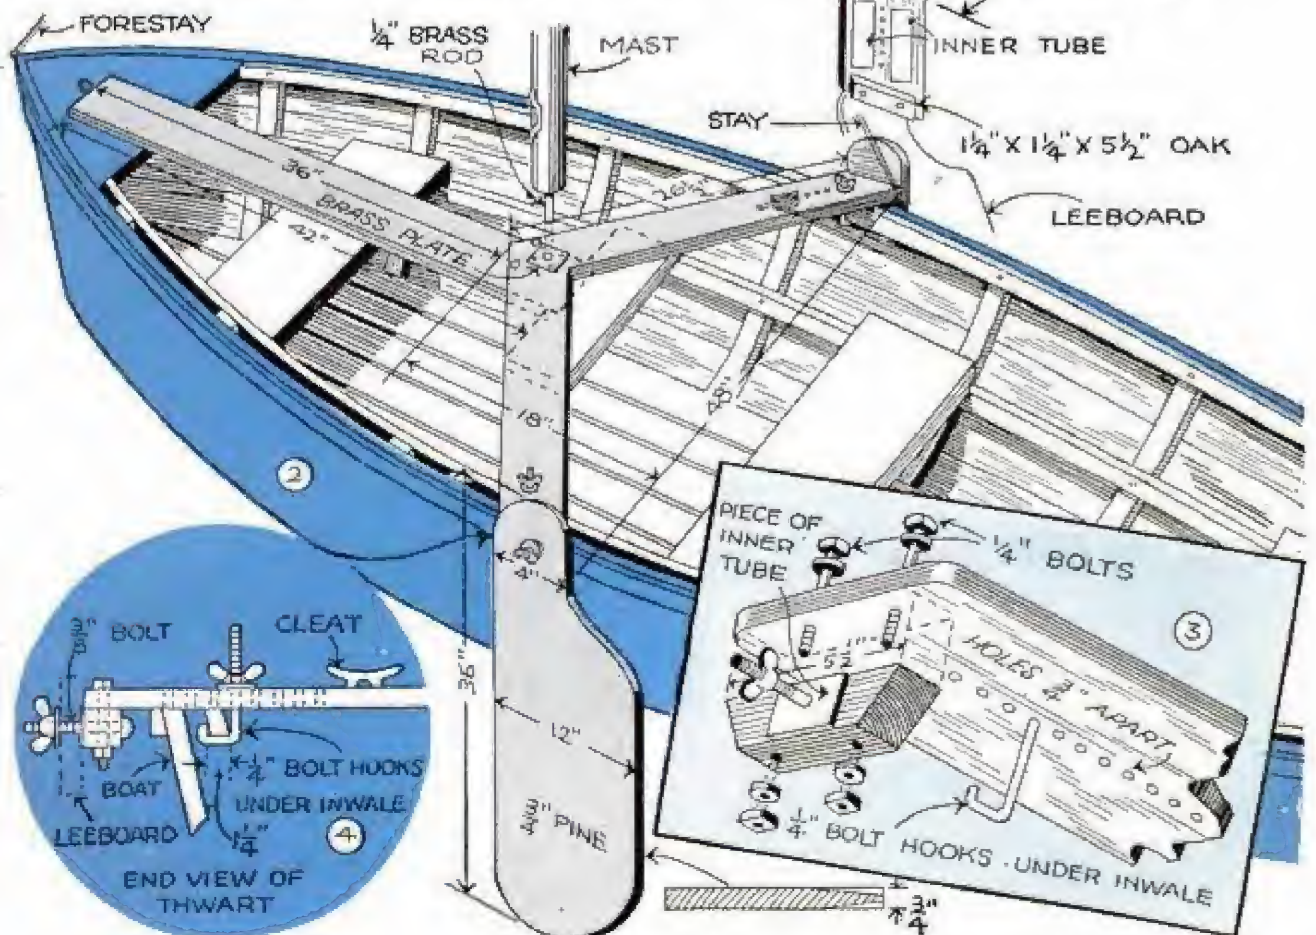 FORESTAY
1/4" BRASS
ROD
MAST
INNER TUBE
STAY
1 1/4" X 1 1/4" X 5 1/2" OAK
LEEBOARD
36"
BRASS PLATE
42"
18"
48"
2
4"
36"
12"
3/4" PINE
3/4"
PIECE OF
INNER
TUBE
1/4" BOLTS
3
5 1/2"
HOLES 3/4" APART
1/4" BOLT HOOKS UNDER INWALE
3/8" BOLT
CLEAT
BOAT
1/4" BOLT HOOKS
UNDER INWALE
LEEBOARD
1 1/4"
4
END VIEW OF
THWART